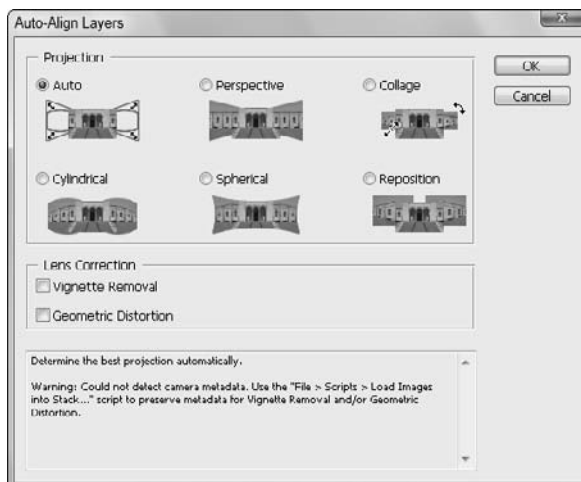 Auto-Align Layers
Projection
Auto
Perspective
Collage
OK
Cancel
Cylindrical
Spherical
Reposition
Lens Correction
Vignette Removal
Geometric Distortion
Determine the best projection automatically.
Warning: Could not detect camera metadata. Use the "File > Scripts > Load Images
into Stack..." script to preserve metadata for Vignette Removal and/or Geometric
Distortion.